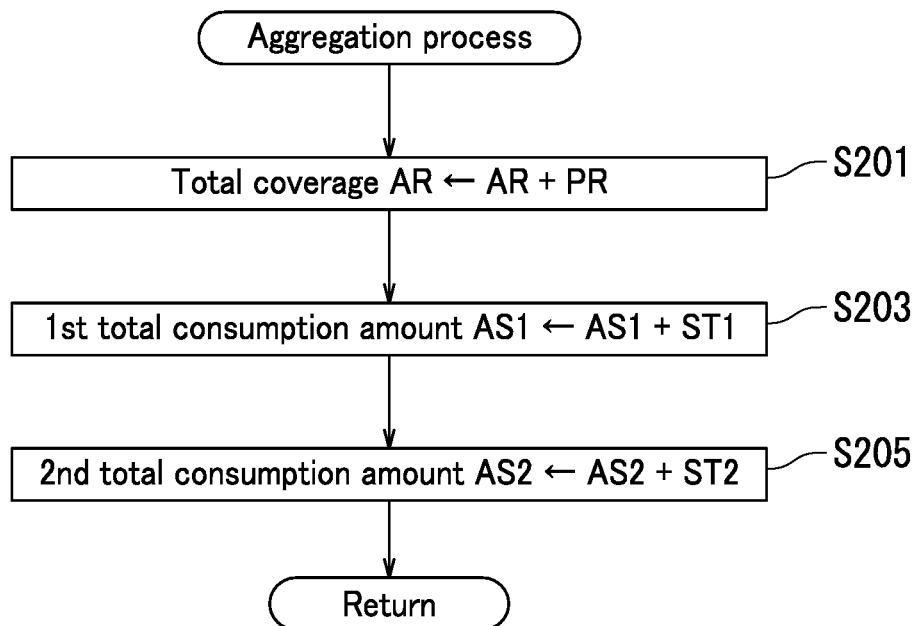 Aggregation process
Total coverage AR ← AR + PR
S201
1st total consumption amount AS1 ← AS1 + ST1
S203
2nd total consumption amount AS2 ← AS2 + ST2
S205
Return